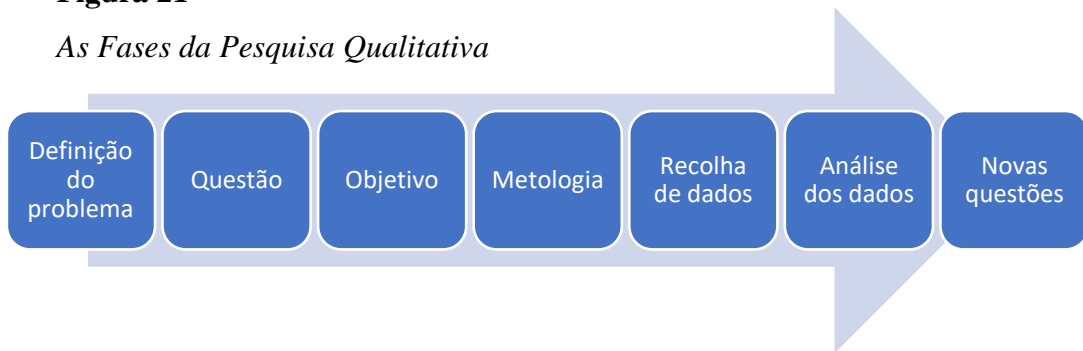 As Fases da Pesquisa Qualitativa
Definição
do
problema
Questão
Objetivo
Metologia
Recolha
de dados
Análise
dos dados
Novas
questões